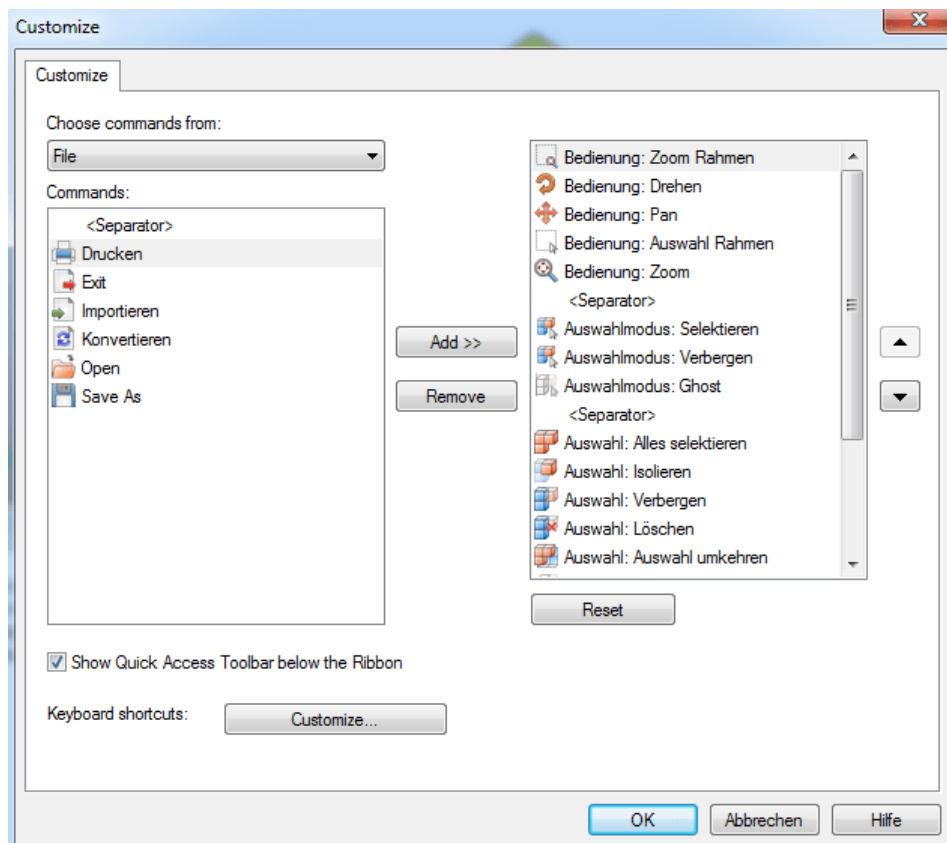 Customize
Customize
Choose commands from:
File
Commands:
<Separator>
Drucken
Exit
Importieren
Konvertieren
Open
Save As
Add >>
Remove
Bedienung: Zoom Rahmen
Bedienung: Drehen
Bedienung: Pan
Bedienung: Auswahl Rahmen
Bedienung: Zoom
<Separator>
Auswahlmodus: Selektieren
Auswahlmodus: Verbergen
Auswahlmodus: Ghost
<Separator>
Auswahl: Alles selektieren
Auswahl: Isolieren
Auswahl: Verbergen
Auswahl: Löschen
Auswahl: Auswahl umkehren
Reset
Show Quick Access Toolbar below the Ribbon
Keyboard shortcuts:
Customize...
OK
Abbrechen
Hilfe